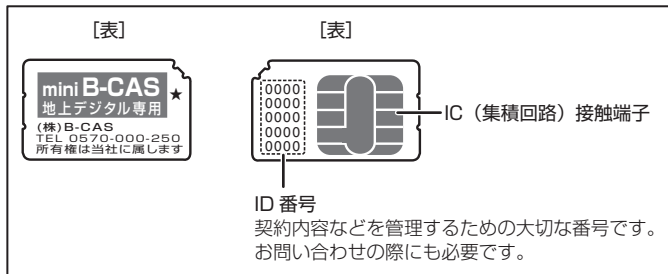 ［表］
［表］
mini B-CAS
地上デジタル専用
★
(株)B-CAS
TEL 0570-000-250
所有権は当社に属します
0000
0000
0000
0000
0000
IC（集積回路）接触端子
ID 番号
契約内容などを管理するための大切な番号です。
お問い合わせの際にも必要です。